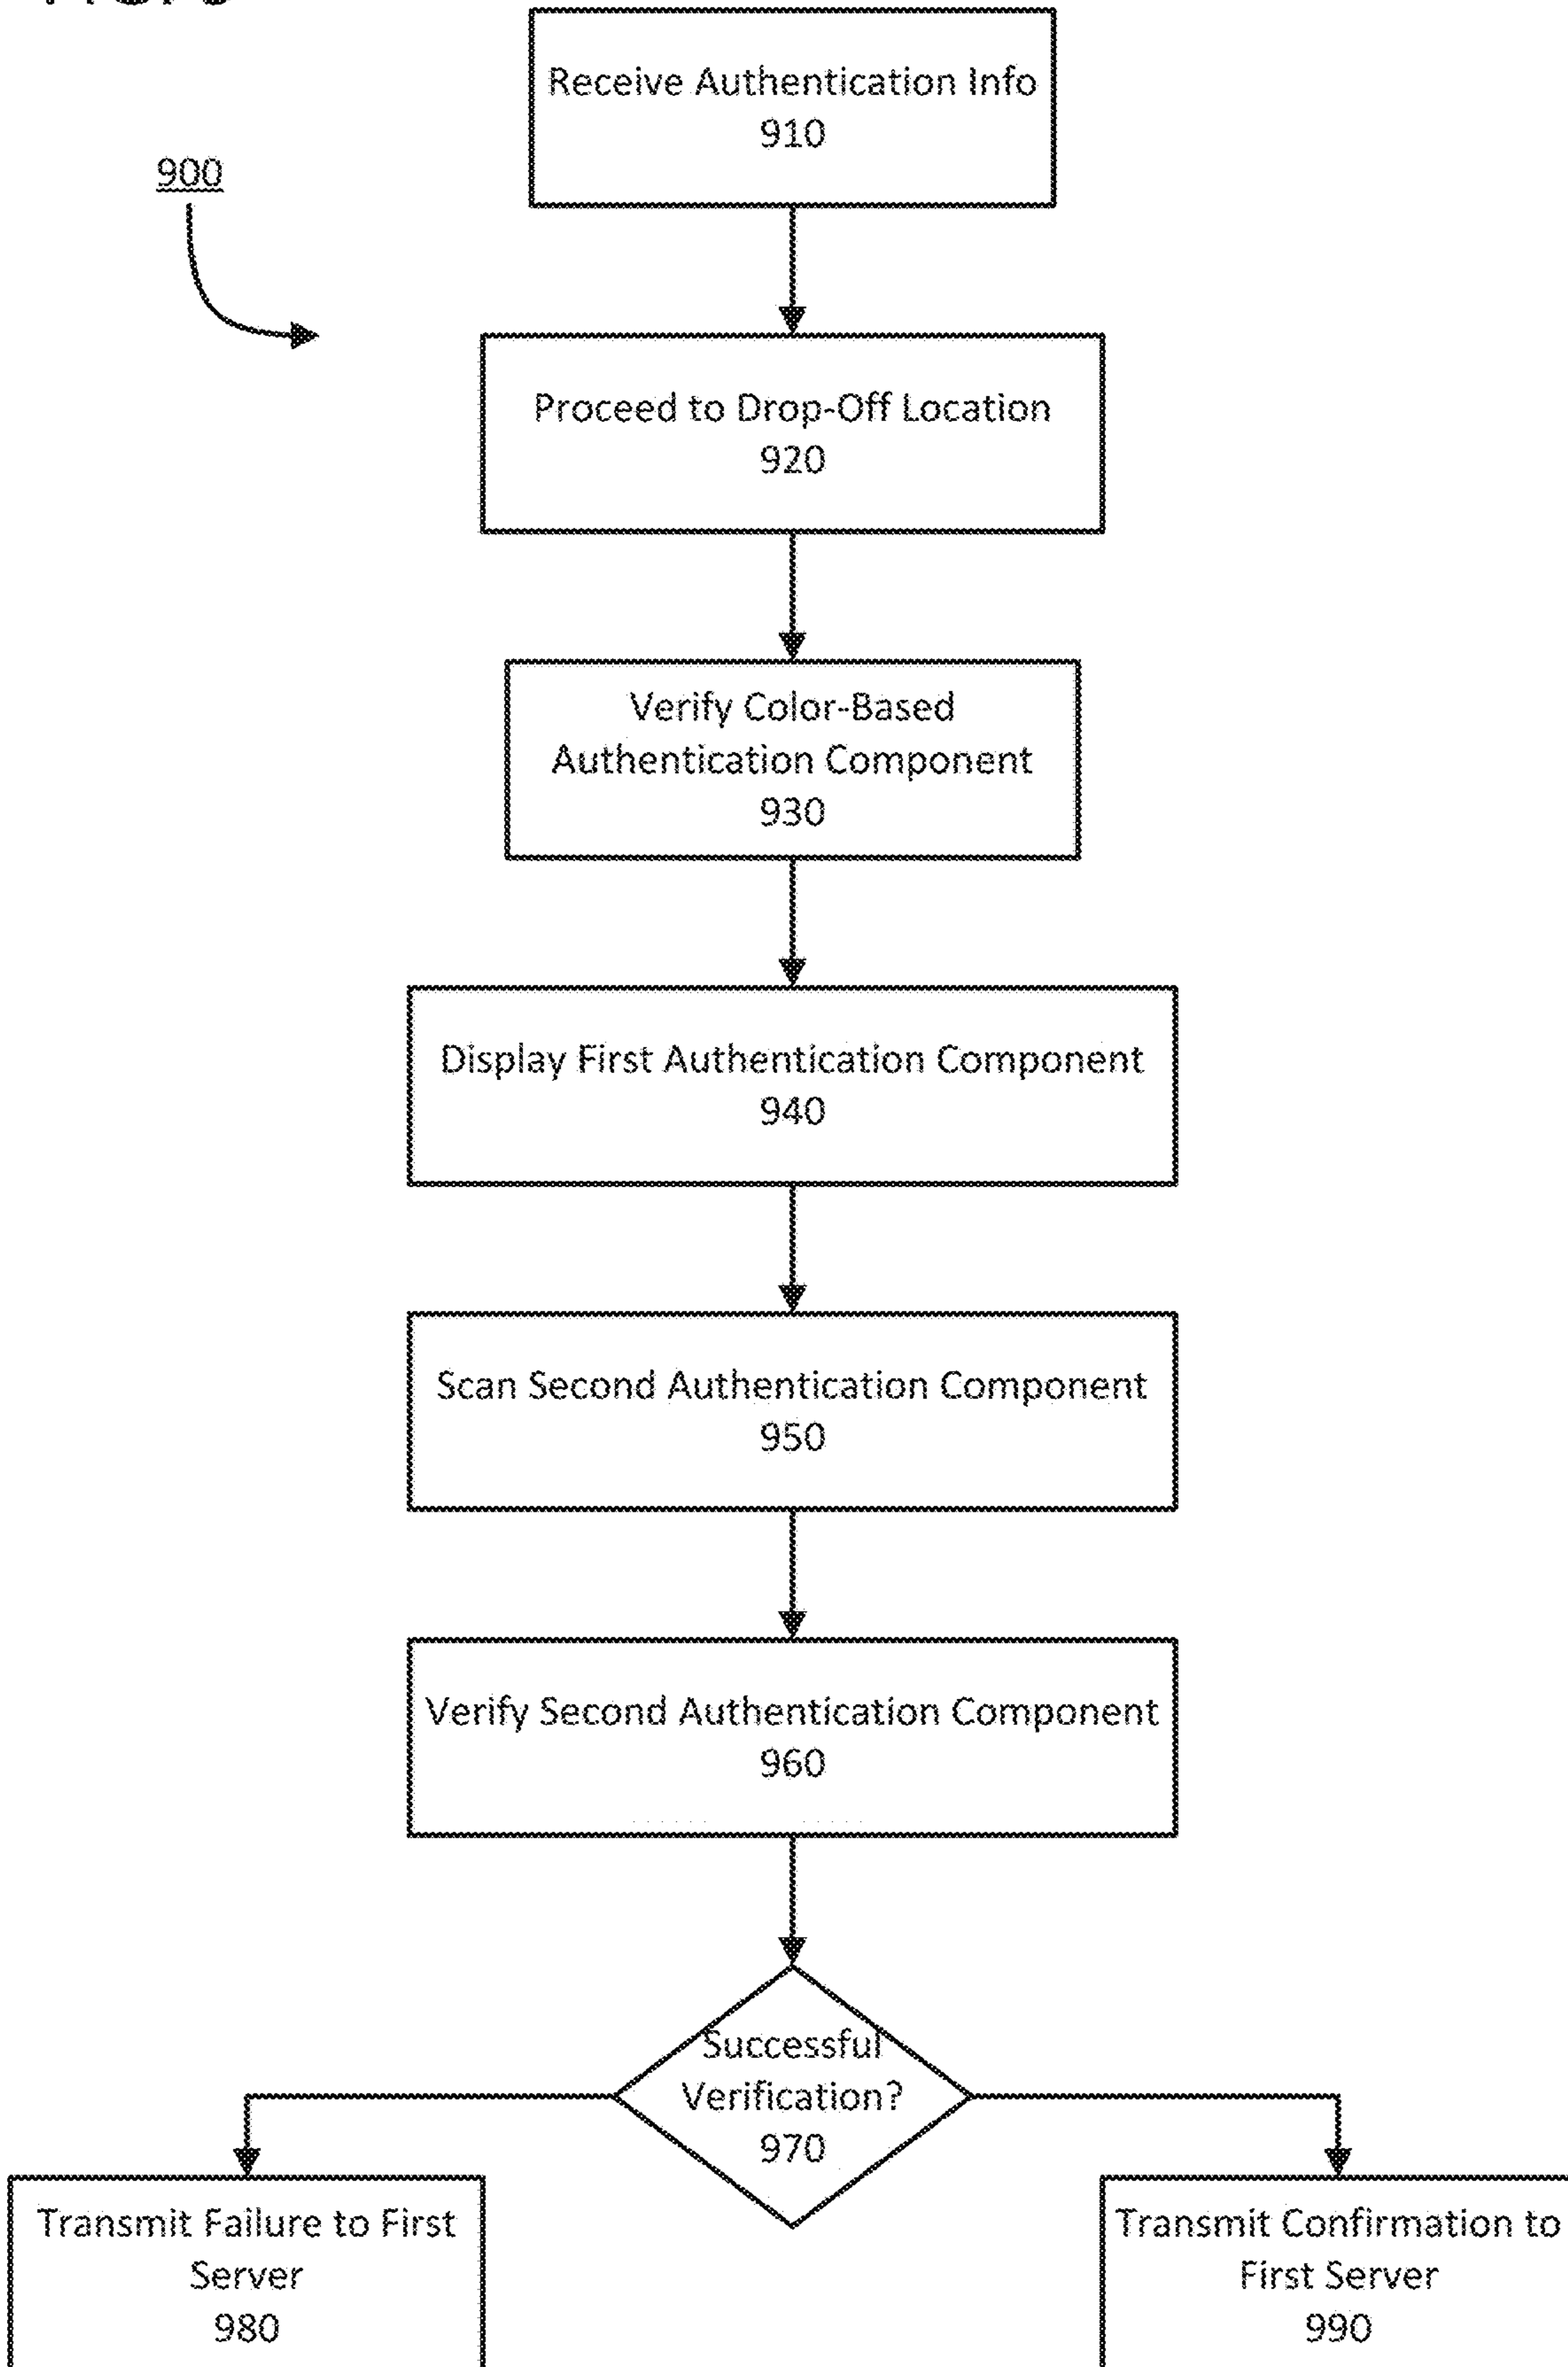 Receive Authentication Info
910
900
Proceed to Drop-Off Location
920
Verify Color-Based
Authentication Component
930
Display First Authentication Component
940
Scan Second Authentication Component
950
Verify Second Authentication Component
960
Successful
Verification?
970
Transmit Failure to First
Server
980
Transmit Confirmation to
First Server
990